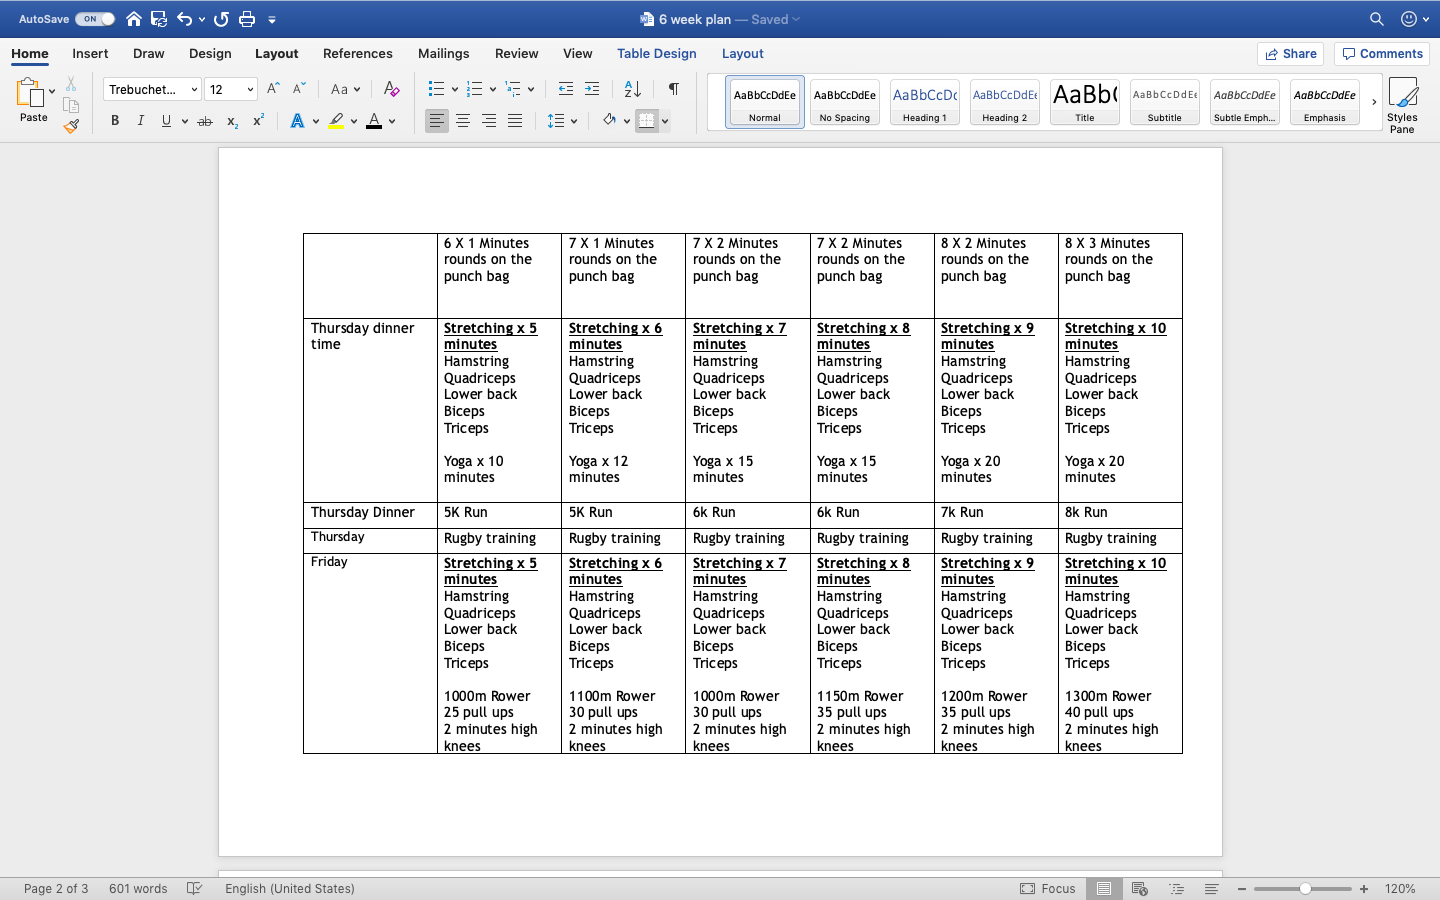 AutoSave ON 6 week plan — Saved
Home Insert Draw Design Layout References Mailings Review View Table Design Layout Share Comments
Paste Trebuchet... 12 Aa
B I U ab x2 x2 A A
AaBbCcDdEe AaBbCcDdEe AaBbCcDc AaBbCcDdEe AaBb( AaBbCcDdEe AaBbCcDdEe AaBbCcDdEe
Normal No Spacing Heading 1 Heading 2 Title Subtitle Subtle Emph... Emphasis
Styles
Pane
6 X 1 Minutes 7 X 1 Minutes 7 X 2 Minutes 7 X 2 Minutes 8 X 2 Minutes 8 X 3 Minutes
rounds on the rounds on the rounds on the rounds on the rounds on the rounds on the
punch bag punch bag punch bag punch bag punch bag punch bag
Thursday dinner Stretching x 5 Stretching x 6 Stretching x 7 Stretching x 8 Stretching x 9 Stretching x 10
time minutes minutes minutes minutes minutes minutes
Hamstring Hamstring Hamstring Hamstring Hamstring Hamstring
Quadriceps Quadriceps Quadriceps Quadriceps Quadriceps Quadriceps
Lower back Lower back Lower back Lower back Lower back Lower back
Biceps Biceps Biceps Biceps Biceps Biceps
Triceps Triceps Triceps Triceps Triceps Triceps
Yoga x 10 Yoga x 12 Yoga x 15 Yoga x 15 Yoga x 20 Yoga x 20
minutes minutes minutes minutes minutes minutes
Thursday Dinner 5K Run 5K Run 6k Run 6k Run 7k Run 8k Run
Thursday Rugby training Rugby training Rugby training Rugby training Rugby training Rugby training
Friday Stretching x 5 Stretching x 6 Stretching x 7 Stretching x 8 Stretching x 9 Stretching x 10
minutes minutes minutes minutes minutes minutes
Hamstring Hamstring Hamstring Hamstring Hamstring Hamstring
Quadriceps Quadriceps Quadriceps Quadriceps Quadriceps Quadriceps
Lower back Lower back Lower back Lower back Lower back Lower back
Biceps Biceps Biceps Biceps Biceps Biceps
Triceps Triceps Triceps Triceps Triceps Triceps
1000m Rower 1100m Rower 1000m Rower 1150m Rower 1200m Rower 1300m Rower
25 pull ups 30 pull ups 30 pull ups 35 pull ups 35 pull ups 40 pull ups
2 minutes high 2 minutes high 2 minutes high 2 minutes high 2 minutes high 2 minutes high
knees knees knees knees knees knees
Page 2 of 3 601 words English (United States) Focus 120%